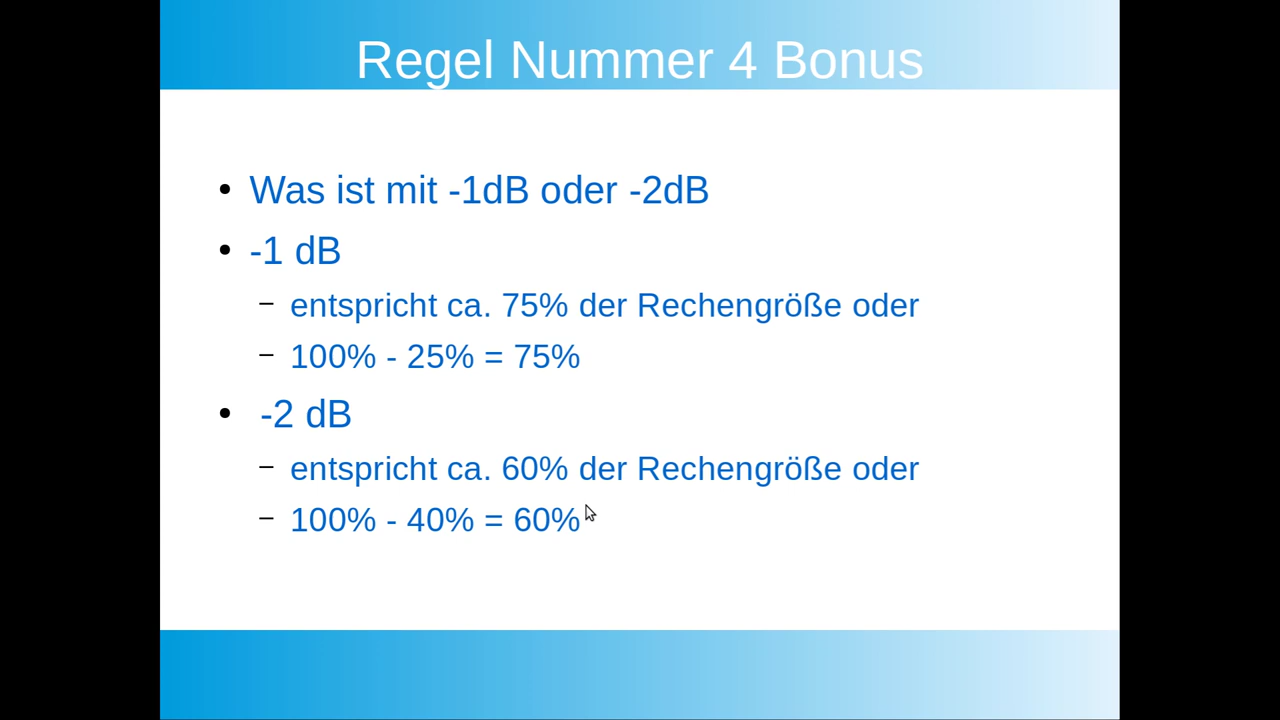 Regel Nummer 4 Bonus
• Was ist mit -1dB oder -2dB
• -1 dB
– entspricht ca. 75% der Rechengröße oder
– 100% - 25% = 75%
• -2 dB
– entspricht ca. 60% der Rechengröße oder
– 100% - 40% = 60%